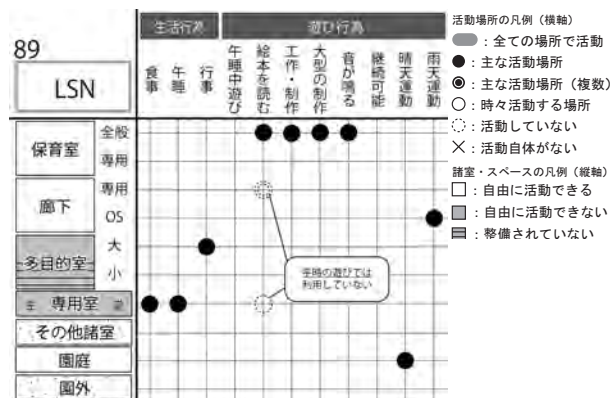 89
LSN
生活行為
遊び行為
食事
午睡
行事
午睡中遊び
絵本を読む
工作・制作
大型の制作
音が鳴る
継続可能
晴天運動
雨天運動
保育室
全般
専用
廊下
専用
OS
多目的室
大
小
専用室
その他諸室
園庭
園外
平時の遊びでは
利用していない
活動場所の凡例（横軸）
：全ての場所で活動
：主な活動場所
：主な活動場所（複数）
：時々活動する場所
：活動していない
：活動自体がない
諸室・スペースの凡例（縦軸）
：自由に活動できる
：自由に活動できない
：整備されていない